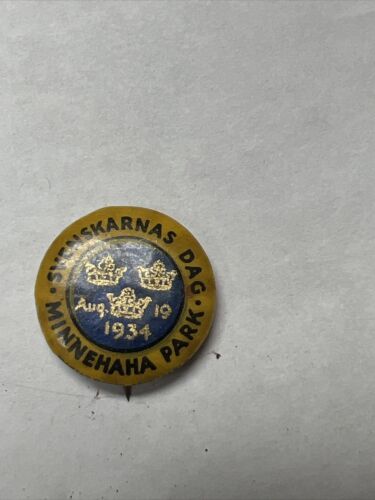 • SVENSKARNAS DAG •
Aug. 19
1934
MINNEHAHA PARK